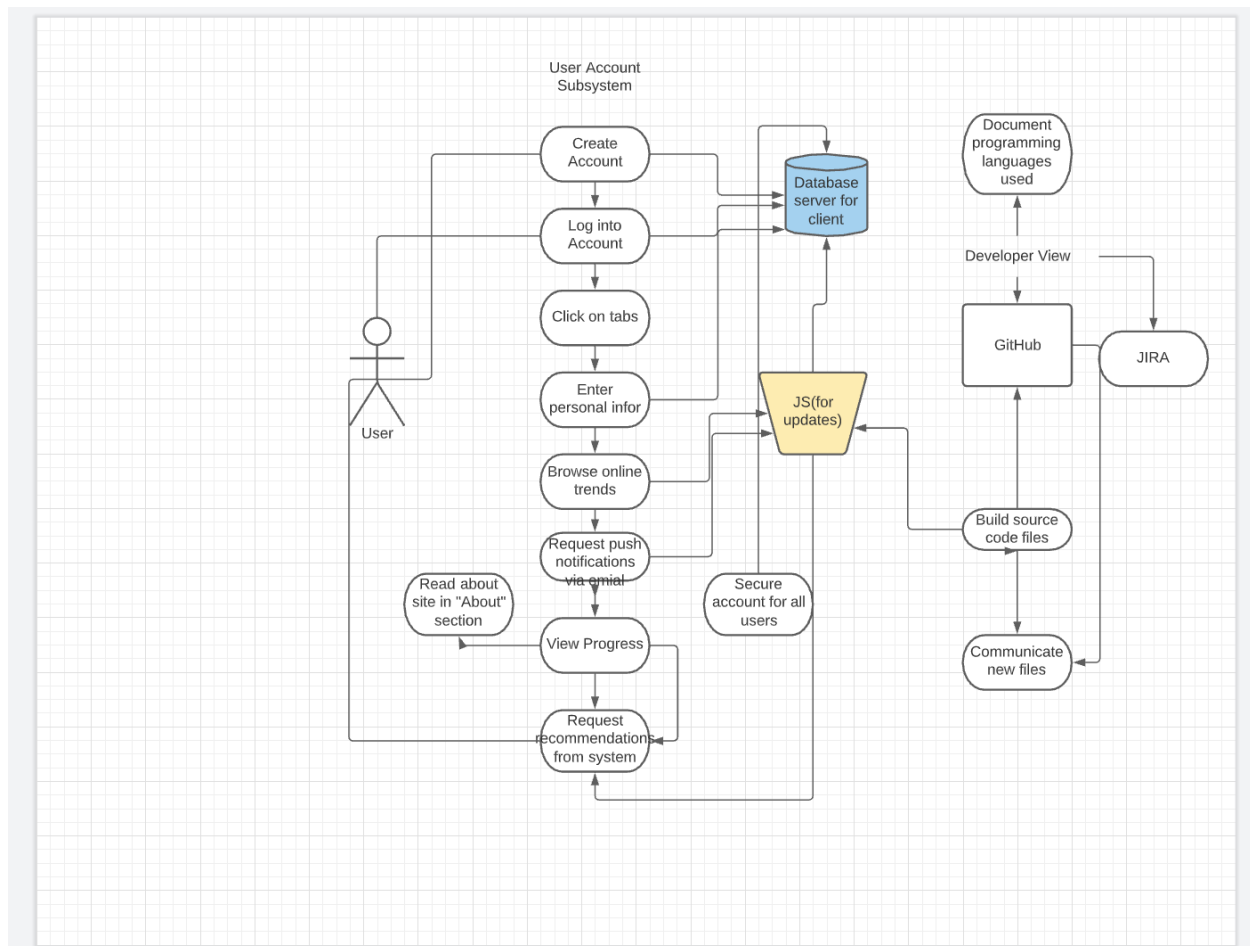 User Account
Subsystem
Create
Account
Log into
Account
Click on tabs
Enter
personal infor
Browse online
trends
Request push
notifications
via emial
Read about
site in "About"
section
View Progress
Request
recommendations
from system
User
Database
server for
client
JS(for
updates)
Secure
account for all
users
Document
programming
languages
used
Developer View
GitHub
JIRA
Build source
code files
Communicate
new files